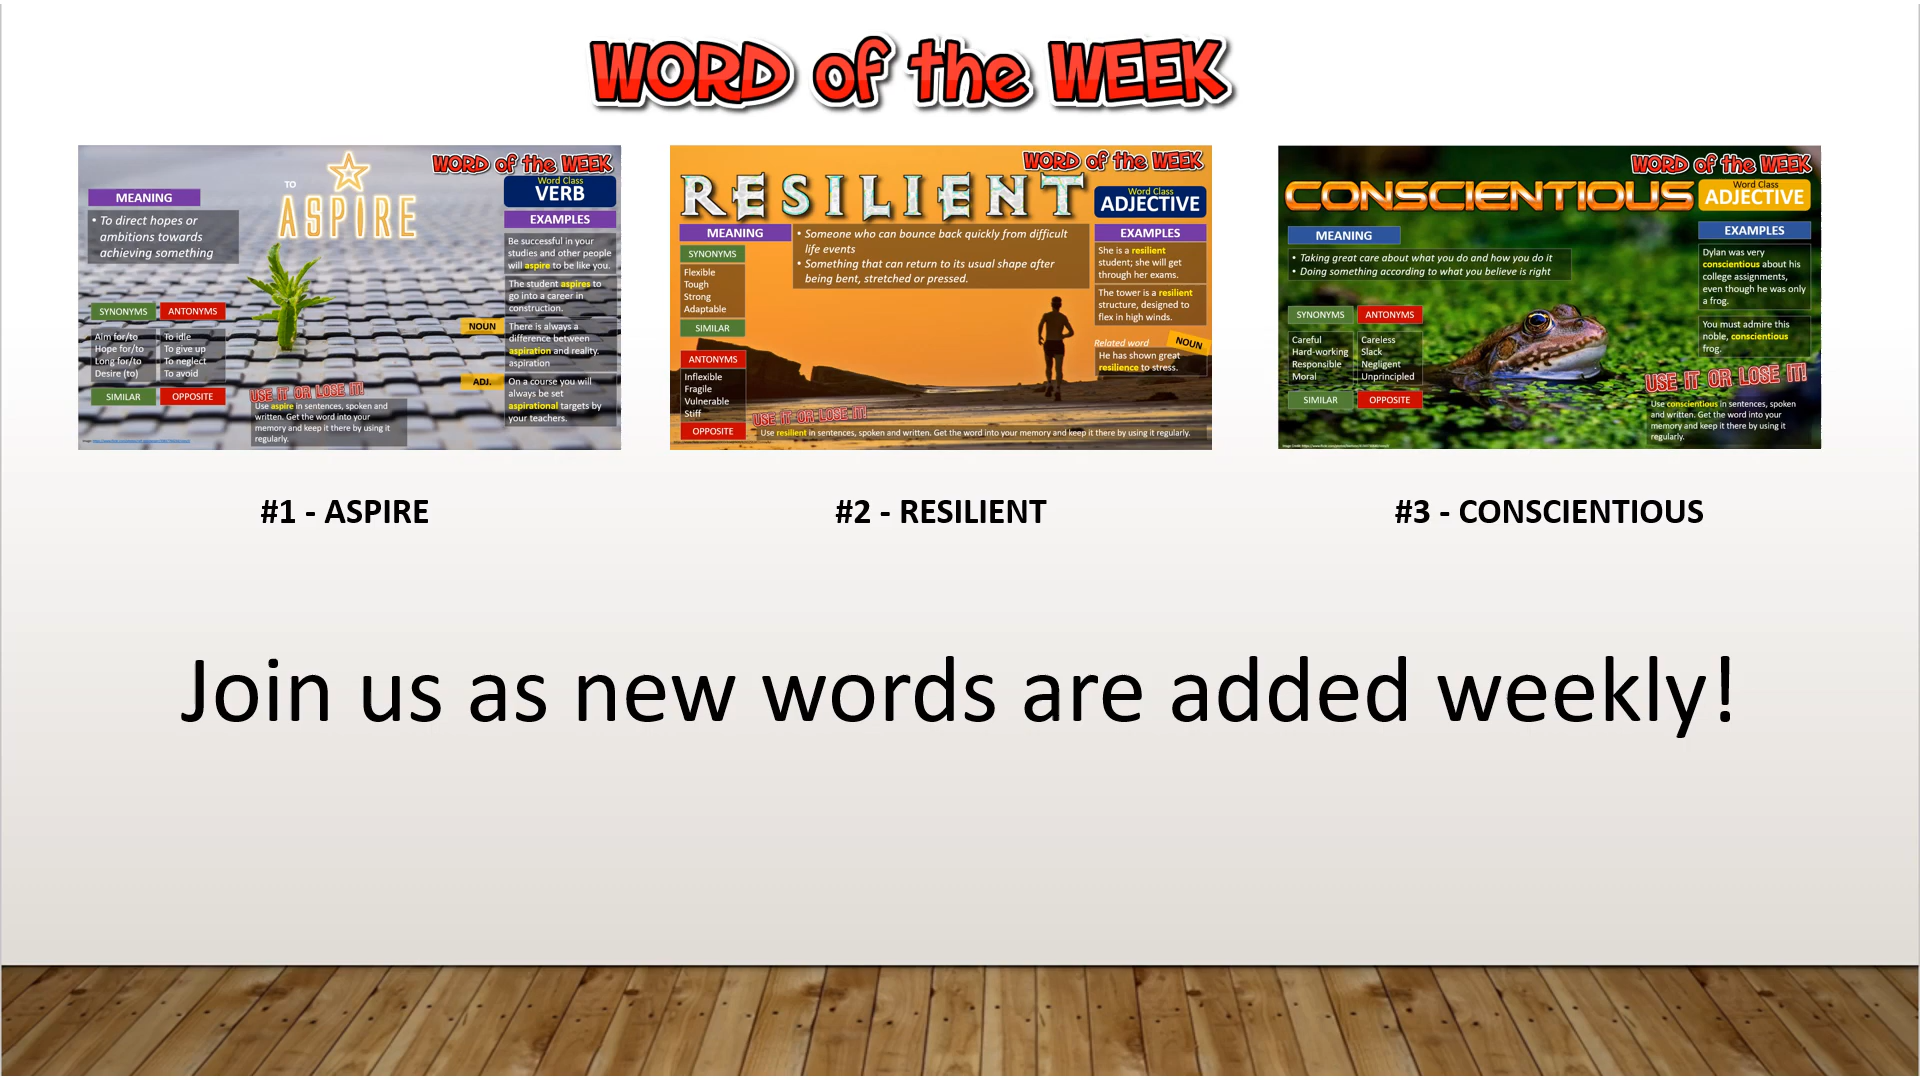 WORD of the WEEK
WORD of the WEEK
TO
ASPIRE
Word Class
VERB
MEANING
• To direct hopes or
ambitions towards
achieving something
EXAMPLES
Be successful in your
studies and other people
will aspire to be like you.
The student aspires to
go into a career in
construction.
NOUN
There is always a
difference between
aspiration and reality.
aspiration
ADJ.
On a course you will
always be set
aspirational targets by
your teachers.
SYNONYMS
Aim for/to
Hope for/to
Long for/to
Desire (to)
SIMILAR
ANTONYMS
To idle
To give up
To neglect
To avoid
OPPOSITE
USE IT OR LOSE IT!
Use aspire in sentences, spoken and
written. Get the word into your
memory and keep it there by using it
regularly.
#1 - ASPIRE
WORD of the WEEK
RESILIENT
Word Class
ADJECTIVE
MEANING
• Someone who can bounce back quickly from difficult
life events
• Something that can return to its usual shape after
being bent, stretched or pressed.
EXAMPLES
She is a resilient
student; she will get
through her exams.
The tower is a resilient
structure, designed to
flex in high winds.
Related word
NOUN
He has shown great
resilience to stress.
SYNONYMS
Flexible
Tough
Strong
Adaptable
SIMILAR
ANTONYMS
Inflexible
Fragile
Vulnerable
Stiff
OPPOSITE
USE IT OR LOSE IT!
Use resilient in sentences, spoken and written. Get the word into your memory and keep it there by using it regularly.
#2 - RESILIENT
WORD of the WEEK
CONSCIENTIOUS
Word Class
ADJECTIVE
MEANING
• Taking great care about what you do and how you do it
• Doing something according to what you believe is right
EXAMPLES
Dylan was very
conscientious about his
college assignments,
even though he was only
a frog.
You must admire this
noble, conscientious
frog.
SYNONYMS
Careful
Hard-working
Responsible
Moral
SIMILAR
ANTONYMS
Careless
Slack
Negligent
Unprincipled
OPPOSITE
USE IT OR LOSE IT!
Use conscientious in sentences, spoken
and written. Get the word into your
memory and keep it there by using it
regularly.
#3 - CONSCIENTIOUS
Join us as new words are added weekly!